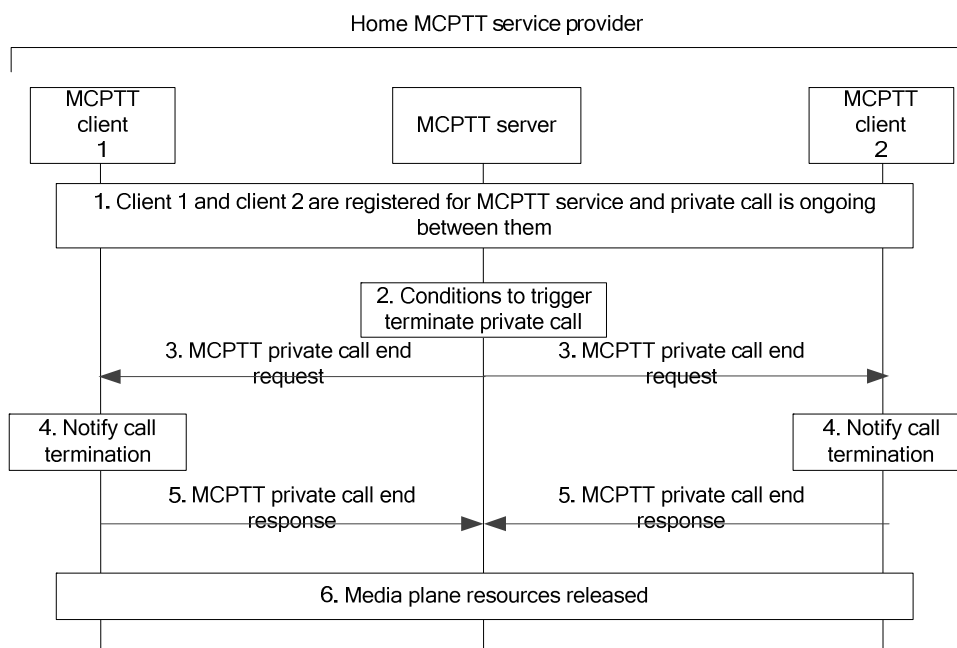 Home MCPTT service provider
MCPTT
client
1
MCPTT server
MCPTT
client
2
1. Client 1 and client 2 are registered for MCPTT service and private call is ongoing
between them
2. Conditions to trigger
terminate private call
3. MCPTT private call end
request
3. MCPTT private call end
request
4. Notify call
termination
4. Notify call
termination
5. MCPTT private call end
response
5. MCPTT private call end
response
6. Media plane resources released